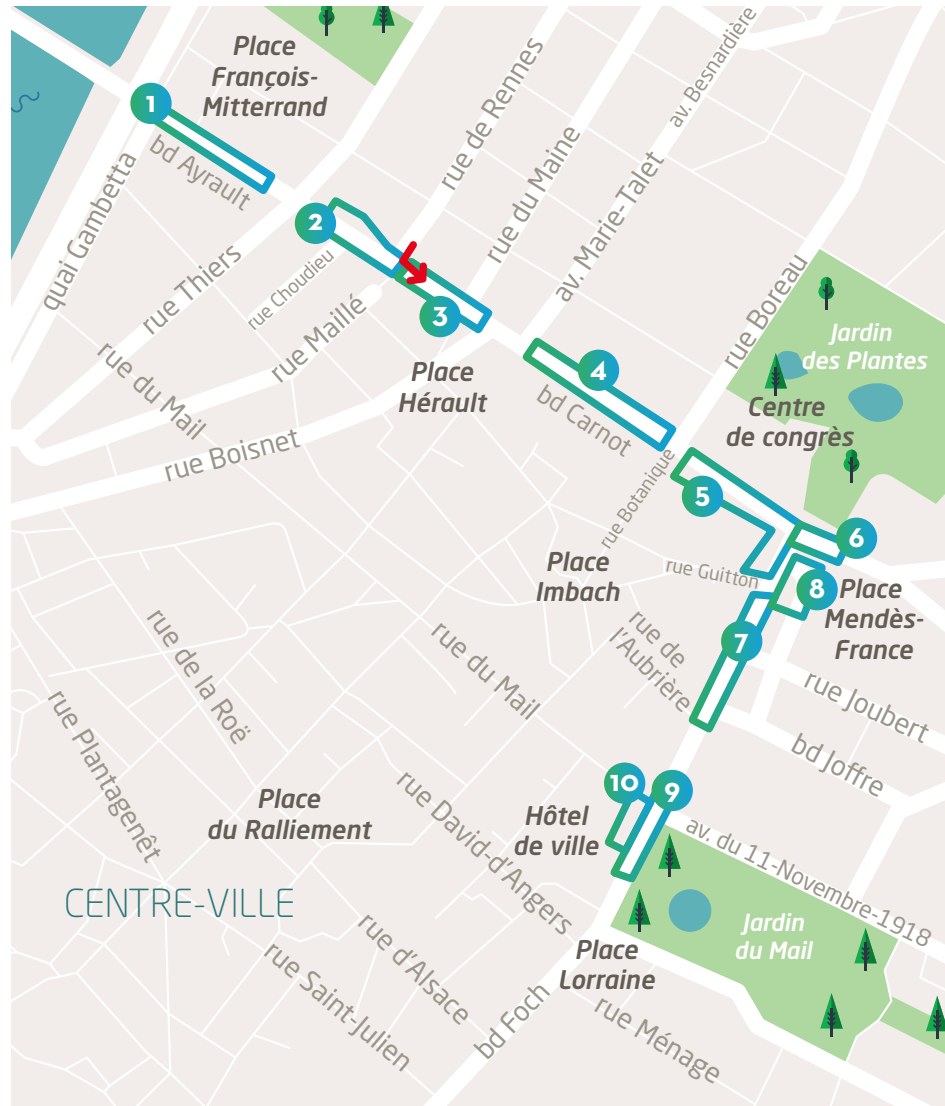 Place
François-
Mitterrand
rue de Rennes
av. Besnardière
1
bd Ayrault
quai Gambetta
rue du Maine
av. Marie-Talet
2
rue Choudieu
rue Thiers
rue Maillé
3
rue Boreau
Jardin
des Plantes
rue du Mail
Place
Hérault
4
bd Carnot
Centre
de congrès
rue Boisnet
rue Botanique
5
6
Place
Imbach
rue Guitton
8
Place
Mendès-
France
rue de la Roë
rue du Mail
rue de
l'Aubrière
7
rue Joubert
rue Plantagenêt
bd Joffre
Place
du Ralliement
10
9
Hôtel
de ville
rue David-d'Angers
av. du 11-Novembre-1918
CENTRE-VILLE
Jardin
du Mail
rue d'Alsace
rue Saint-Julien
Place
Lorraine
bd Foch
rue Ménage